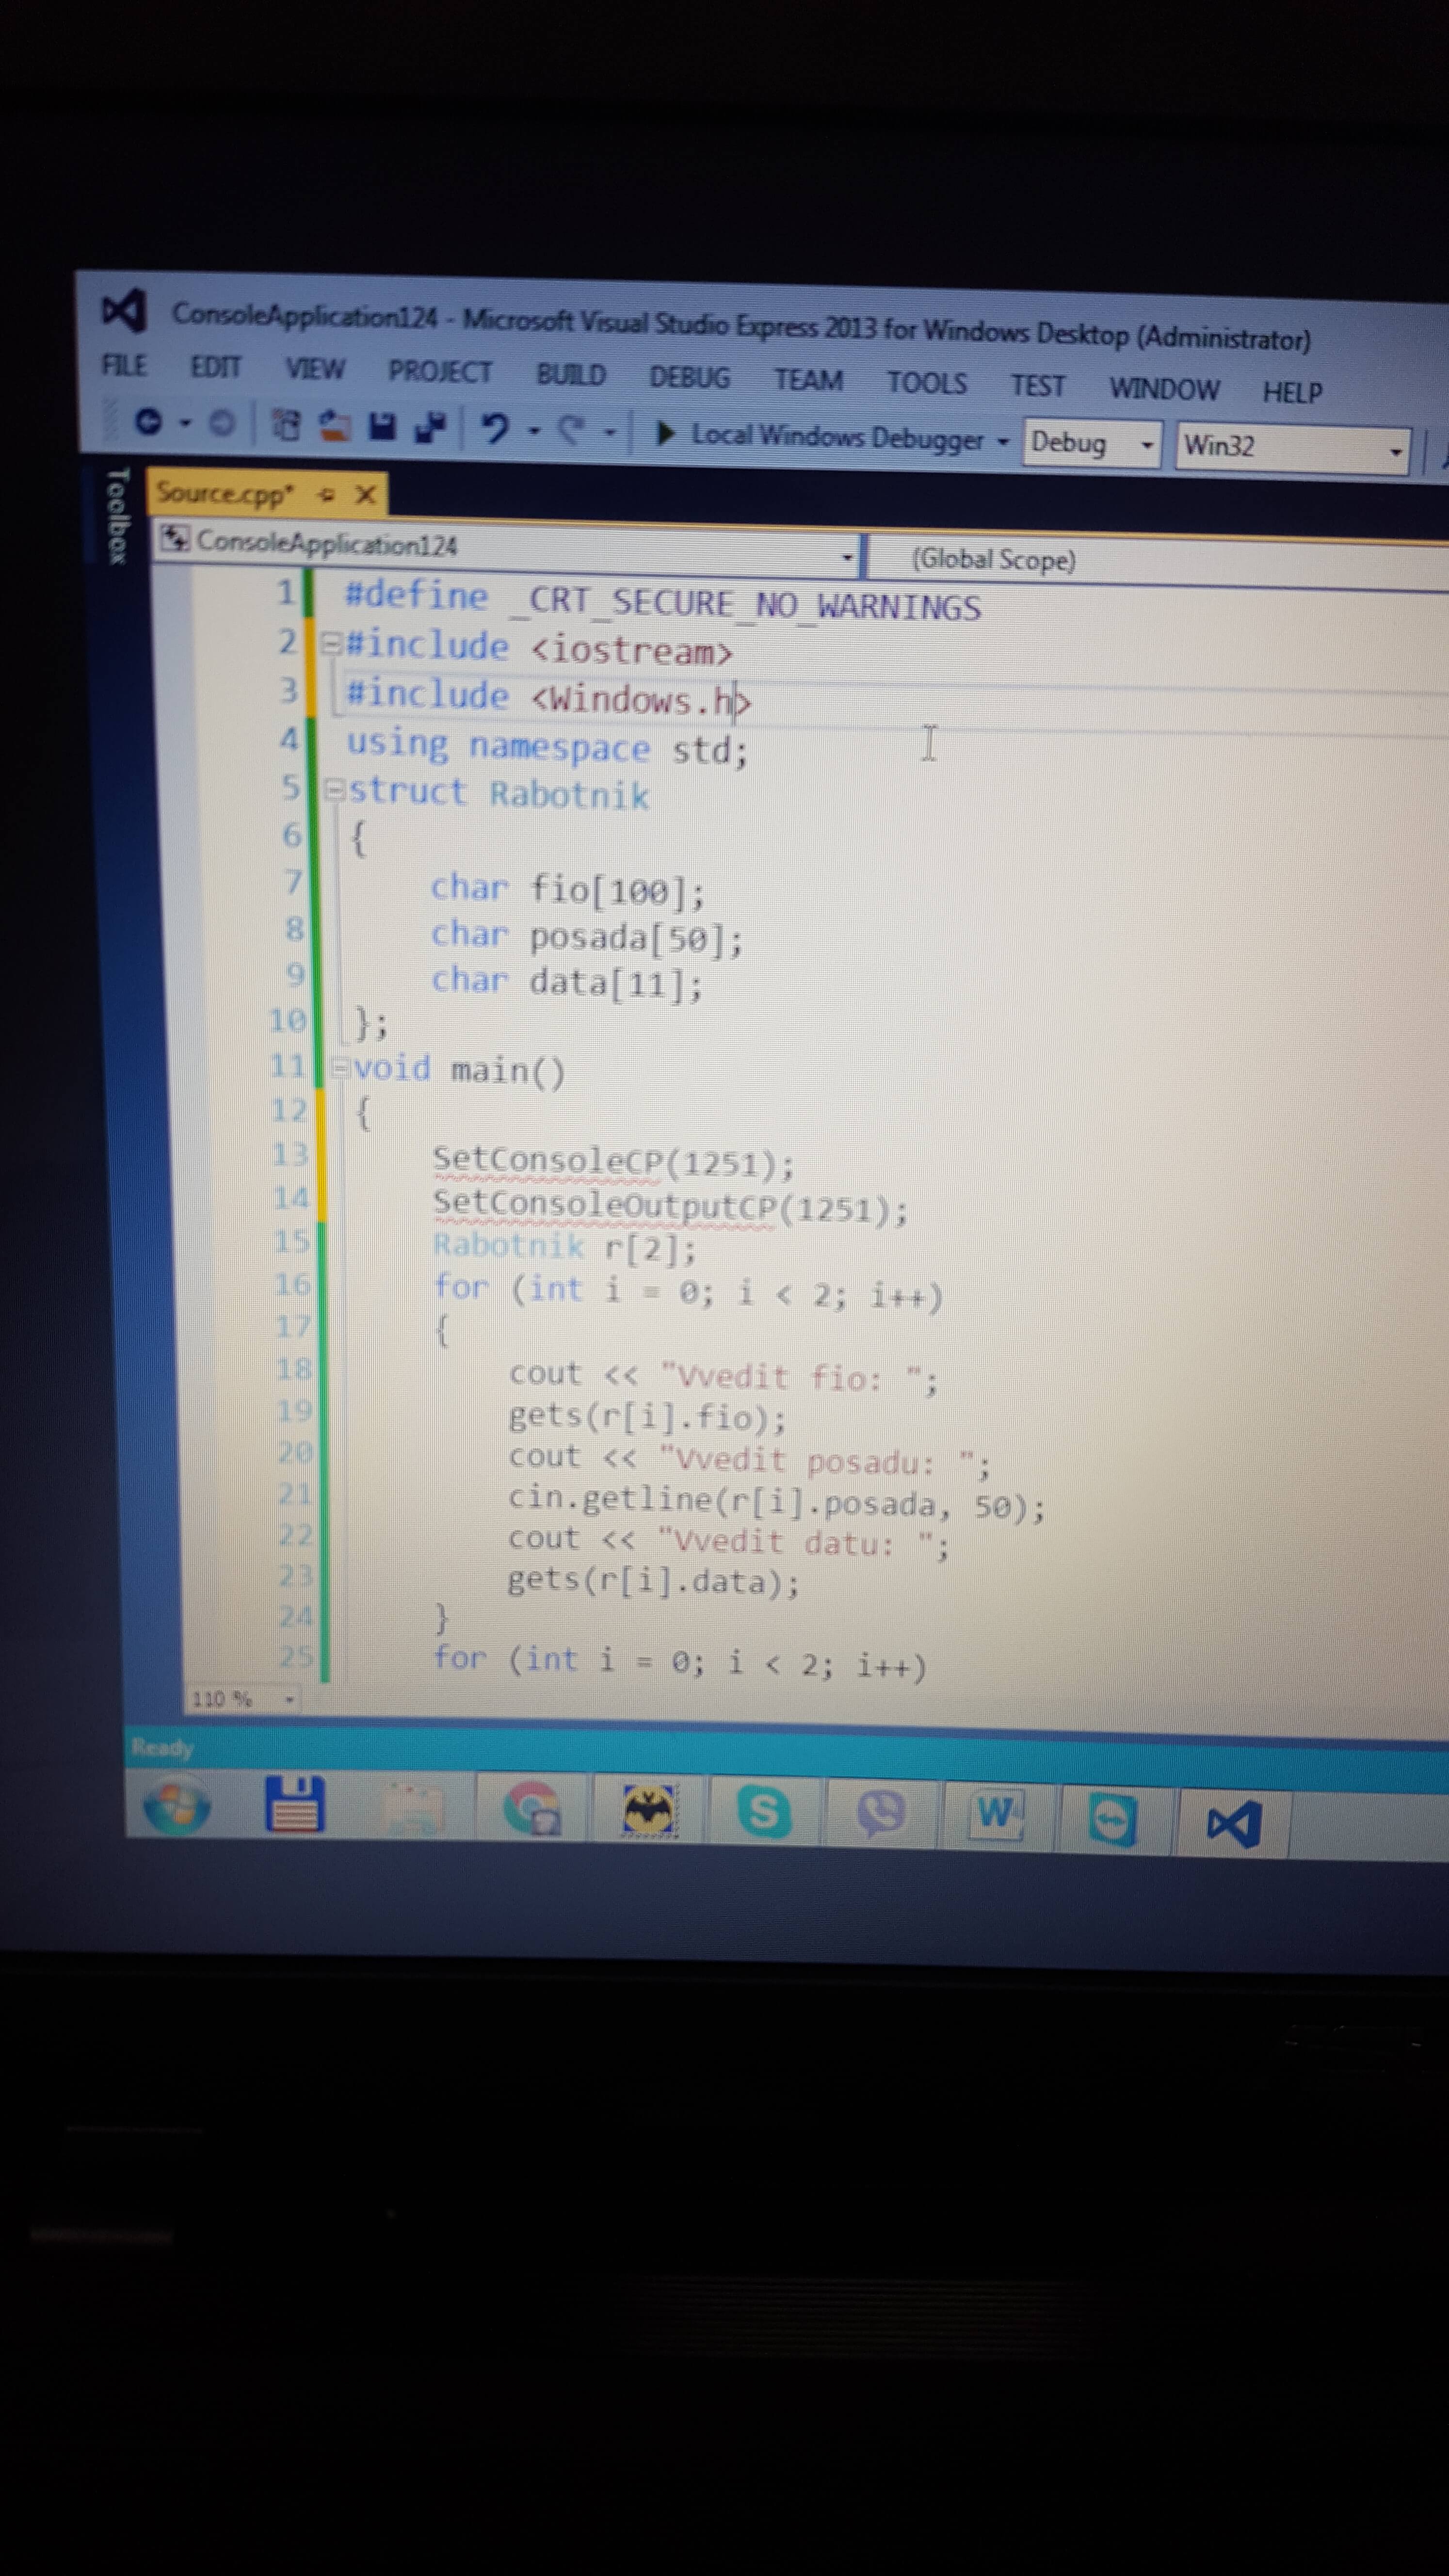 ConsoleApplication124 - Microsoft Visual Studio Express 2013 for Windows Desktop (Administrator)
FILE EDIT VIEW PROJECT BUILD DEBUG TEAM TOOLS TEST WINDOW HELP
Local Windows Debugger Debug Win32
Toolbox
Source.cpp*
ConsoleApplication124 (Global Scope)
1 #define _CRT_SECURE_NO_WARNINGS
2 #include <iostream>
3 #include <Windows.h>
4 using namespace std;
5 struct Rabotnik
6 {
7 char fio[100];
8 char posada[50];
9 char data[11];
10 };
11 void main()
12 {
13 SetConsoleCP(1251);
14 SetConsoleOutputCP(1251);
15 Rabotnik r[2];
16 for (int i = 0; i < 2; i++)
17 {
18 cout << "Vvedit fio: ";
19 gets(r[i].fio);
20 cout << "Vvedit posadu: ";
21 cin.getline(r[i].posada, 50);
22 cout << "Vvedit datu: ";
23 gets(r[i].data);
24 }
25 for (int i = 0; i < 2; i++)
110 %
Ready